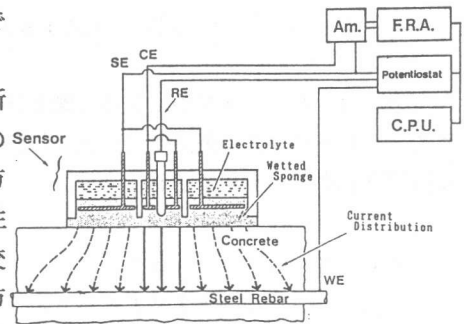 Am.
F.R.A.
SE
CE
RE
Potentiostat
C.P.U.
Sensor
Electrolyte
Wetted
Sponge
Current
Distribution
Concrete
WE
Steel Rebar